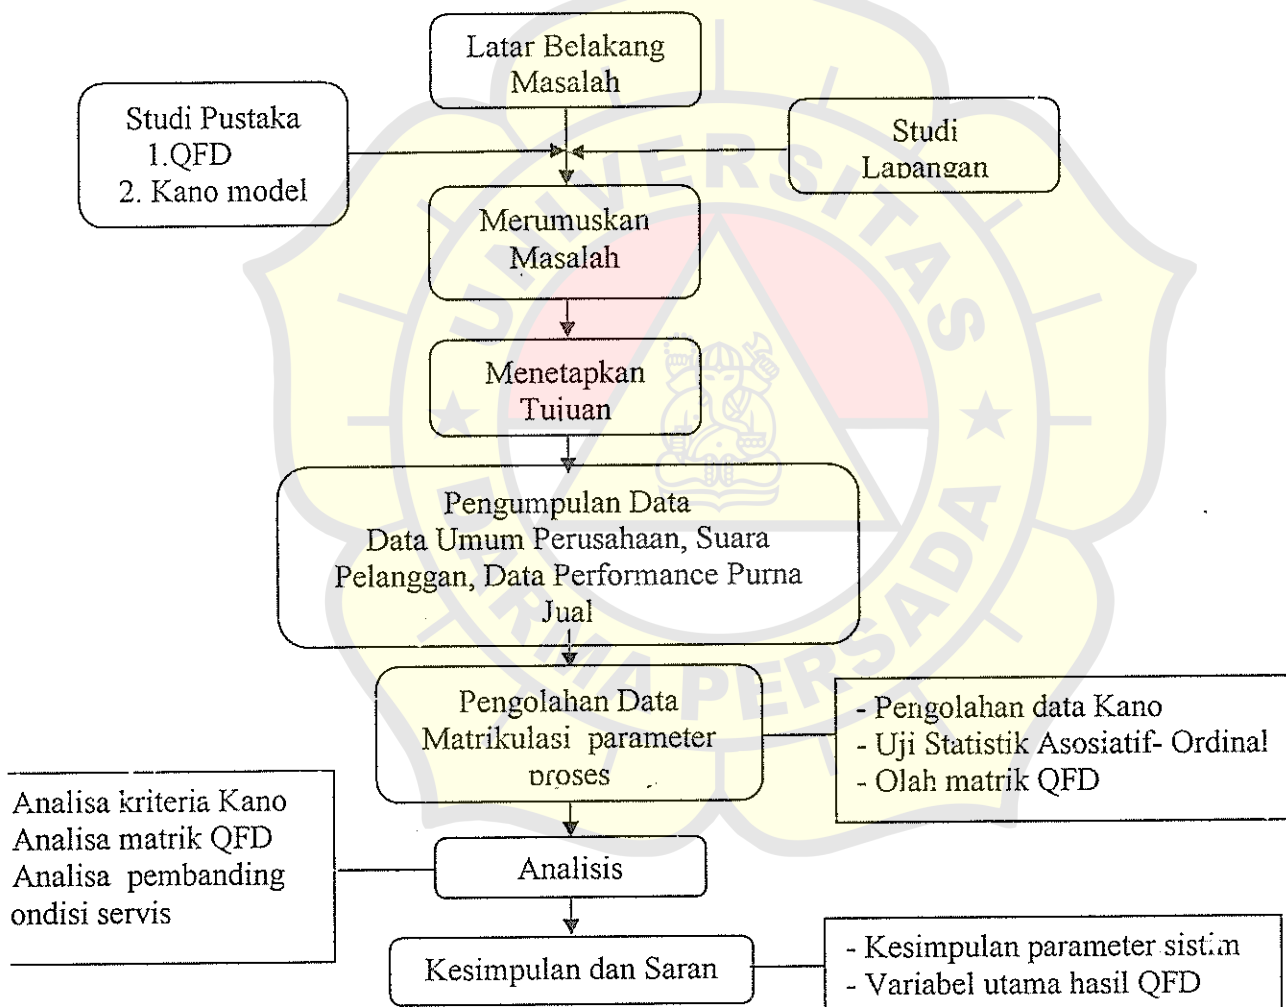 Latar Belakang
Masalah
Studi Pustaka
1.QFD
2. Kano model
Studi
Lapangan
Merumuskan
Masalah
Menetapkan
Tujuan
Pengumpulan Data
Data Umum Perusahaan, Suara
Pelanggan, Data Performance Purna
Jual
Pengolahan Data
Matrikulasi parameter
proses
- Pengolahan data Kano
- Uji Statistik Asosiatif- Ordinal
- Olah matrik QFD
Analisa kriteria Kano
Analisa matrik QFD
Analisa pembanding
ondisi servis
Analisis
Kesimpulan dan Saran
- Kesimpulan parameter sistim
- Variabel utama hasil QFD
UNIVERSITAS
DARMA PERSADA